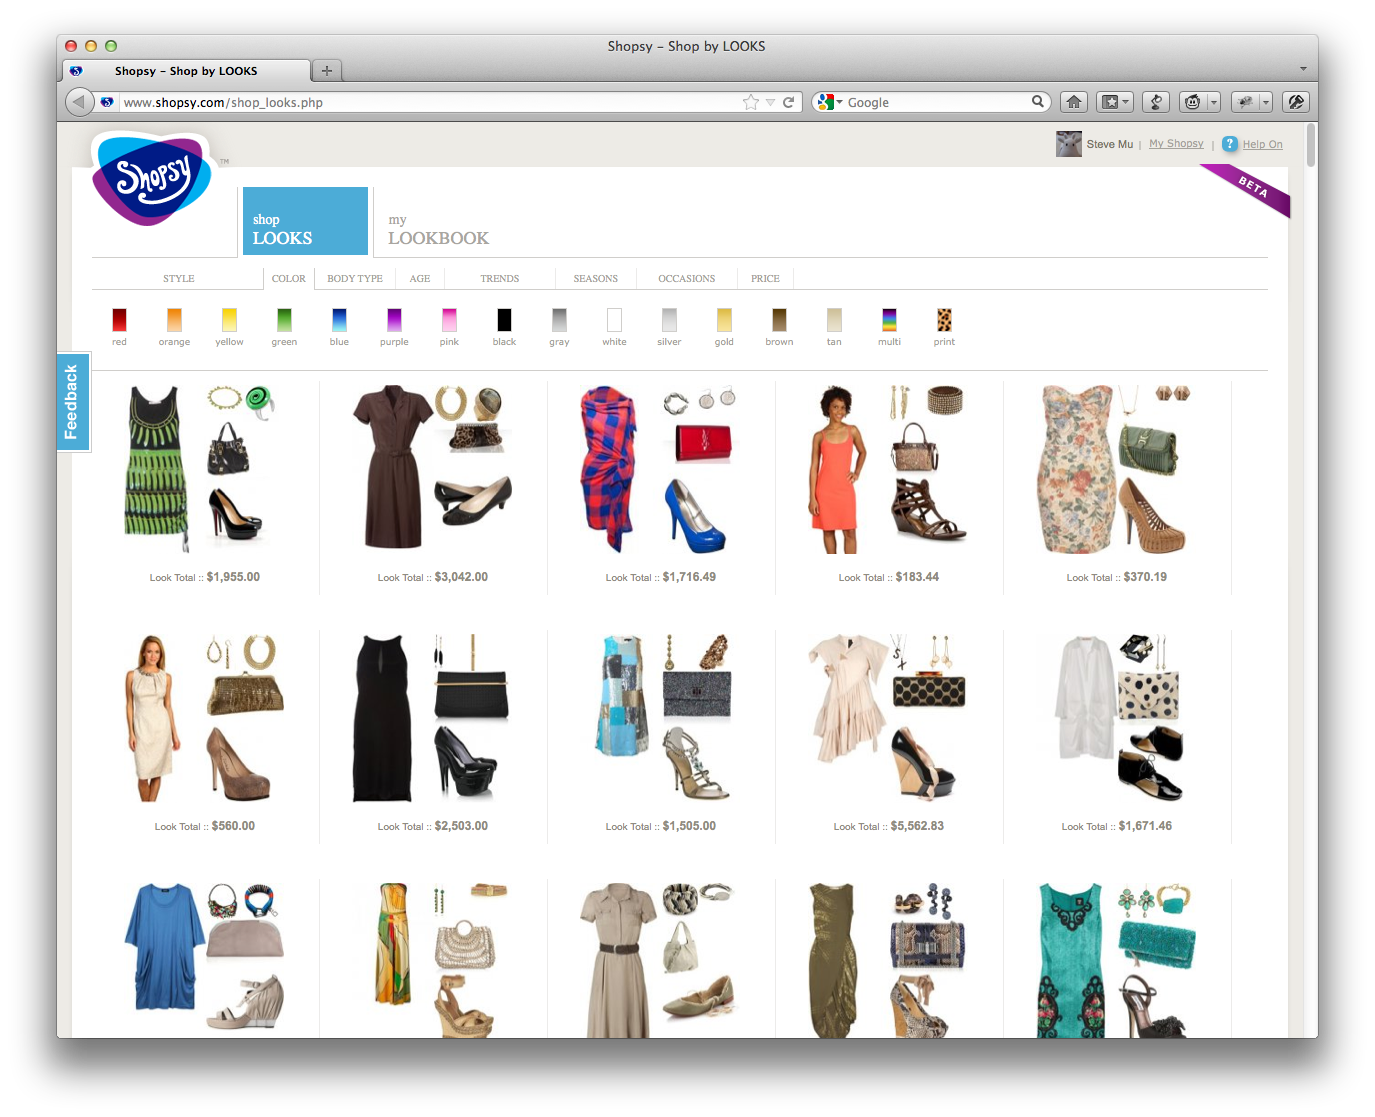 Shopsy – Shop by LOOKS
Shopsy – Shop by LOOKS
www.shopsy.com/shop_looks.php
Google
Shopsy
TM
Steve Mu | My Shopsy | ? Help On
BETA
shop
LOOKS
my
LOOKBOOK
STYLE COLOR BODY TYPE AGE TRENDS SEASONS OCCASIONS PRICE
red orange yellow green blue purple pink black gray white silver gold brown tan multi print
Feedback
Look Total :: $1,955.00 Look Total :: $3,042.00 Look Total :: $1,716.49 Look Total :: $183.44 Look Total :: $370.19
Look Total :: $560.00 Look Total :: $2,503.00 Look Total :: $1,505.00 Look Total :: $5,562.83 Look Total :: $1,671.46